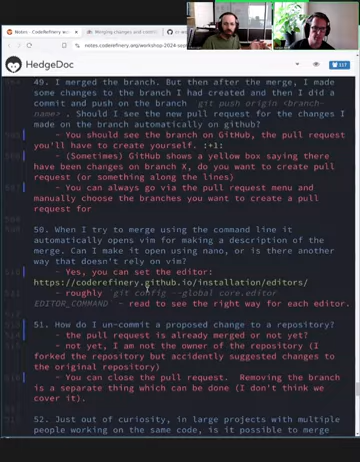 Notes - CodeRefinery
Merging changes and commit
notes.coderefinery.org/workshop-2024-sep
HedgeDoc
117
49. I merged the branch. But then after the merge, I made
some changes to the branch I had created and then I did a
commit and push on the branch `git push origin <branch-
name>`. Should I see the new pull request for the changes I
made on the branch automatically on github?
- You should see the branch on GitHub, the pull request
you'll have to create yourself. :+1:
- (Sometimes) GitHub shows a yellow box saying there
have been changes on branch X, do you want to create pull
request (or something along the lines)
- You can always go via the pull request menu and
manually choose the branches you want to create a pull
request for
50. When I try to merge using the command line it
automatically opens vim for making a description of the
merge. Can I make it open nano, or is there another
way that doesn't rely on vim?
- Yes, you can set the editor:
https://coderefinery.github.io/installation/editors/
- roughly `git config --global core.editor
EDITOR_COMMAND` - read to see the right way for each editor.
51. How do I un-commit a proposed change to a repository?
- the pull request is already merged or not yet?
- not yet, I am not the owner of the repository (I
forked the repository but accidently suggested changes to
the original repository)
- You can close the pull request. Removing the branch
is a separate thing which can be done (I don't think we
cover it).
52. Just out of curiosity, in large projects with multiple
people working on the same code, is it possible to merge